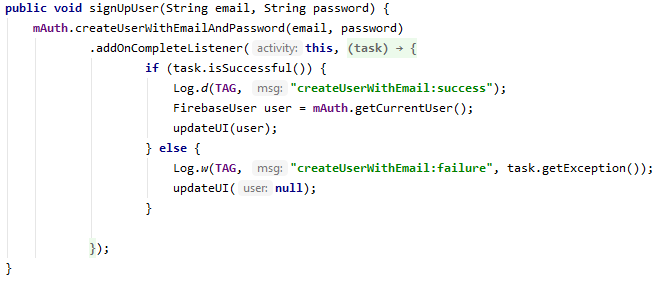 public void signUpUser(String email, String password) {
mAuth.createUserWithEmailAndPassword(email, password)
.addOnCompleteListener( activity: this, (task) → {
if (task.isSuccessful()) {
Log.d(TAG, msg: "createUserWithEmail:success");
FirebaseUser user = mAuth.getCurrentUser();
updateUI(user);
} else {
Log.w(TAG, msg: "createUserWithEmail:failure", task.getException());
updateUI( user: null);
}
});
}